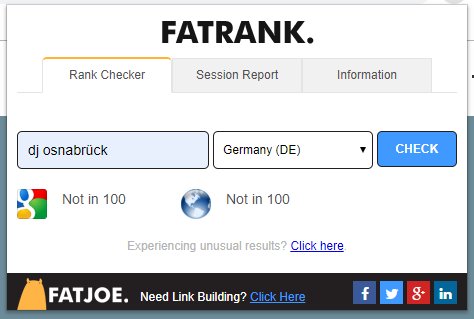 FATRANK.
Rank Checker Session Report Information
dj osnabrück Germany (DE) CHECK
Not in 100 Not in 100
Experiencing unusual results? Click here
FATJOE. Need Link Building? Click Here